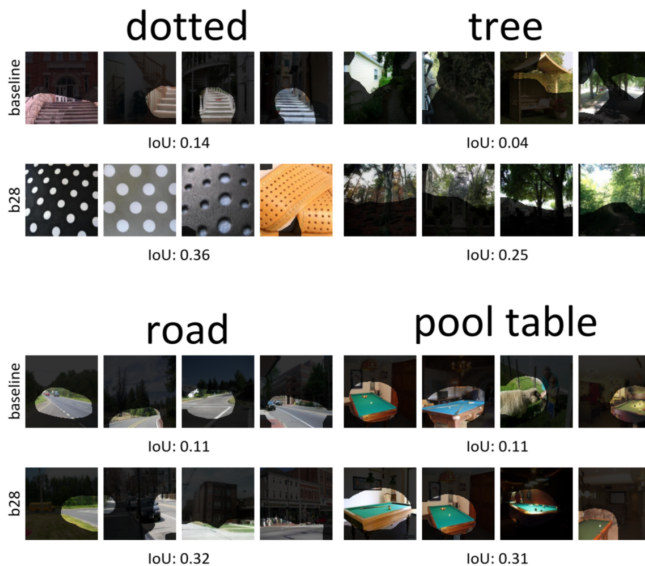 dotted
tree
baseline
IoU: 0.14
IoU: 0.04
b28
IoU: 0.36
IoU: 0.25
road
pool table
baseline
IoU: 0.11
IoU: 0.11
b28
IoU: 0.32
IoU: 0.31